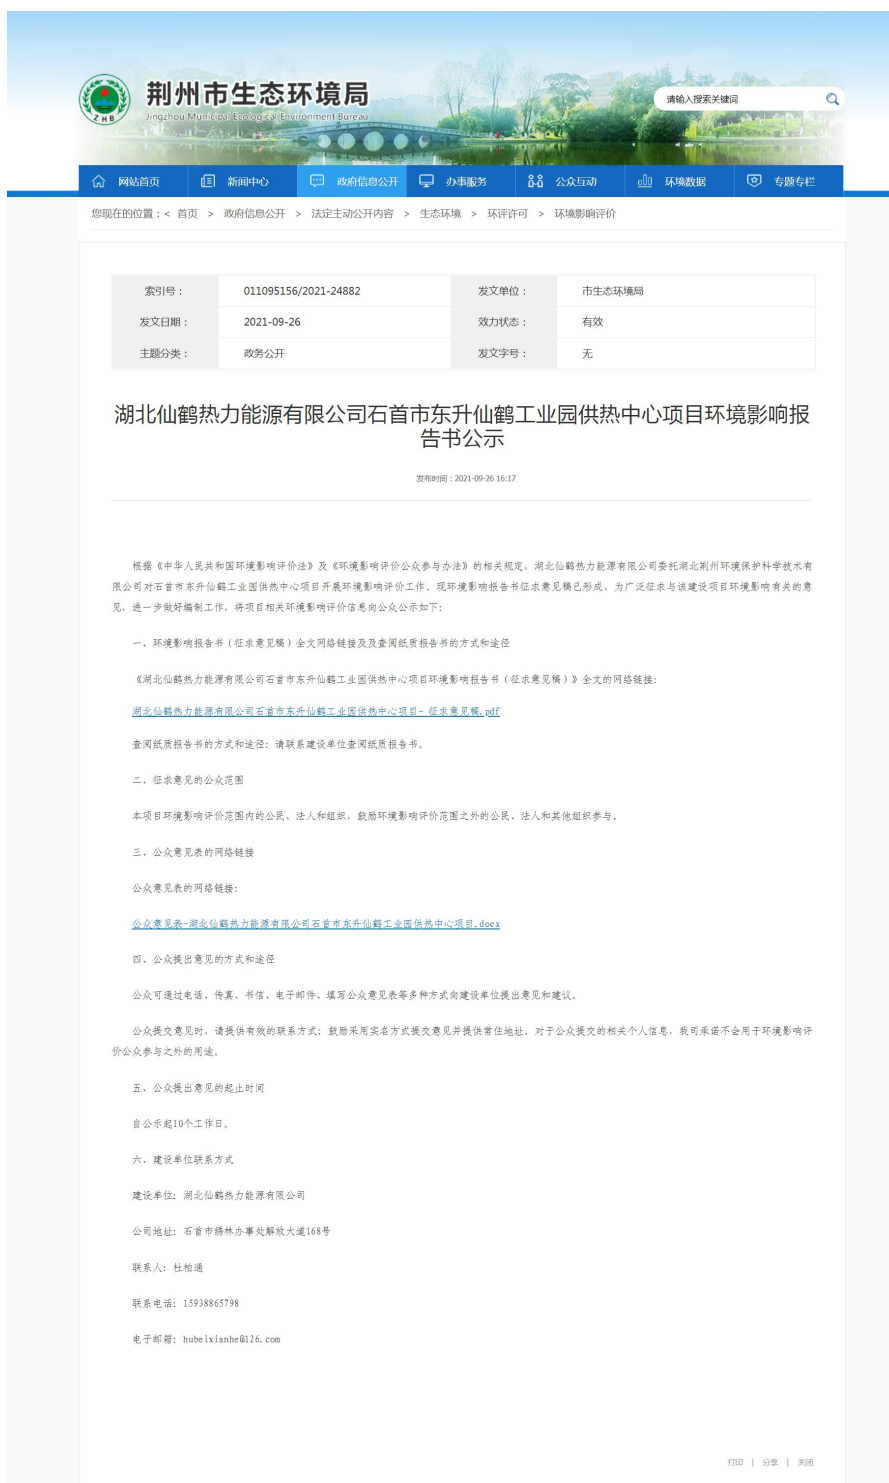 荆州市生态环境局
Jingzhou Municipal Ecological Environment Bureau
ZHB
请输入搜索关键词
网站首页 新闻中心 政府信息公开 办事服务 公众互动 环境数据 专题专栏
您现在的位置：< 首页 > 政府信息公开 > 法定主动公开内容 > 生态环境 > 环评许可 > 环境影响评价
索引号： 011095156/2021-24882 发文单位： 市生态环境局
发文日期： 2021-09-26 效力状态： 有效
主题分类： 政务公开 发文字号： 无
湖北仙鹤热力能源有限公司石首市东升仙鹤工业园供热中心项目环境影响报
告书公示
发布时间：2021-09-26 16:17
根据《中华人民共和国环境影响评价法》及《环境影响评价公众参与办法》的相关规定，湖北仙鹤热力能源有限公司委托湖北荆州环境保护科学技术有
限公司对石首市东升仙鹤工业园供热中心项目开展环境影响评价工作。现环境影响报告书征求意见稿已形成，为广泛征求与该建设项目环境影响有关的意
见，进一步做好编制工作，将项目相关环境影响评价信息向公众公示如下：
一、环境影响报告书（征求意见稿）全文网络链接及及查阅纸质报告书的方式和途径
《湖北仙鹤热力能源有限公司石首市东升仙鹤工业园供热中心项目环境影响报告书（征求意见稿）》全文的网络链接：
湖北仙鹤热力能源有限公司石首市东升仙鹤工业园供热中心项目- 征求意见稿.pdf
查阅纸质报告书的方式和途径：请联系建设单位查阅纸质报告书。
二、征求意见的公众范围
本项目环境影响评价范围内的公民、法人和组织，鼓励环境影响评价范围之外的公民、法人和其他组织参与。
三、公众意见表的网络链接
公众意见表的网络链接：
公众意见表-湖北仙鹤热力能源有限公司石首市东升仙鹤工业园供热中心项目.docx
四、公众提出意见的方式和途径
公众可通过电话、传真、书信、电子邮件、填写公众意见表等多种方式向建设单位提出意见和建议。
公众提交意见时，请提供有效的联系方式；鼓励采用实名方式提交意见并提供常住地址。对于公众提交的相关个人信息，我司承诺不会用于环境影响评
价公众参与之外的用途。
五、公众提出意见的起止时间
自公示起10个工作日。
六、建设单位联系方式
建设单位：湖北仙鹤热力能源有限公司
公司地址：石首市绣林办事处解放大道168号
联系人：杜柏通
联系电话：15938865798
电子邮箱：hubeixianhe@126.com
打印 | 分享 | 关闭